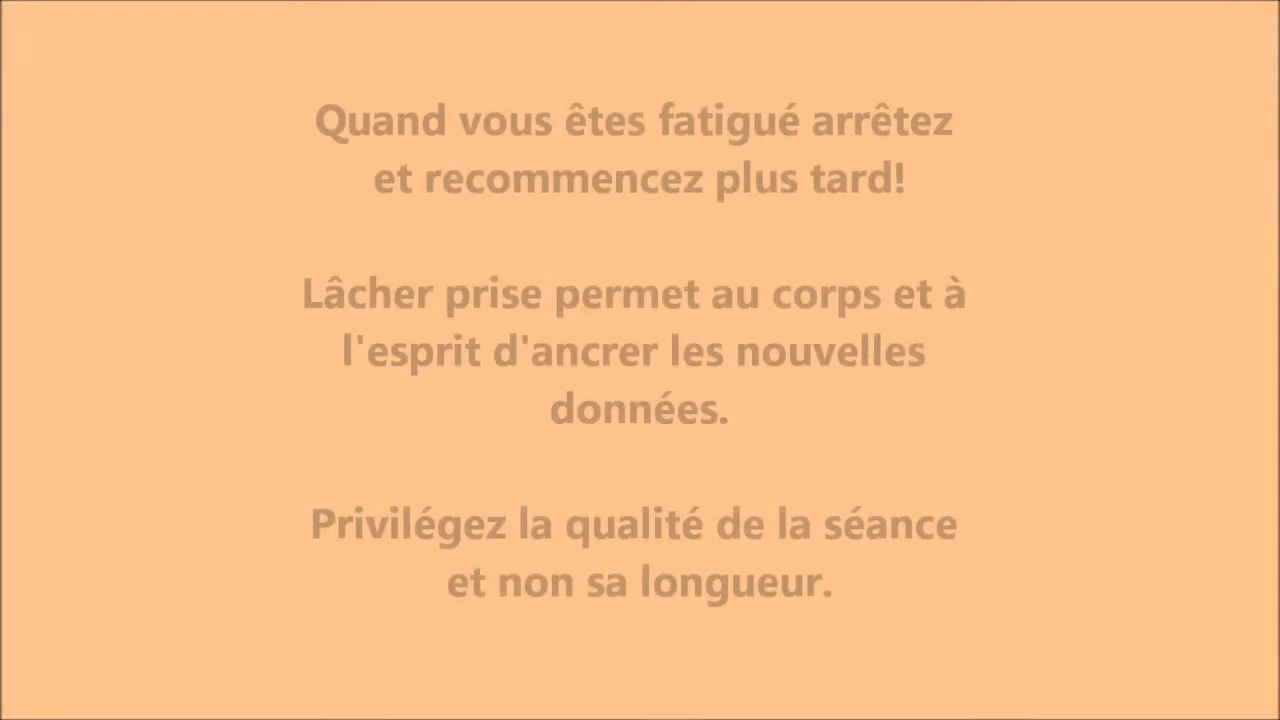 Quand vous êtes fatigué arrêtez
et recommencez plus tard!
Lâcher prise permet au corps et à
l'esprit d'ancrer les nouvelles
données.
Privilégez la qualité de la séance
et non sa longueur.